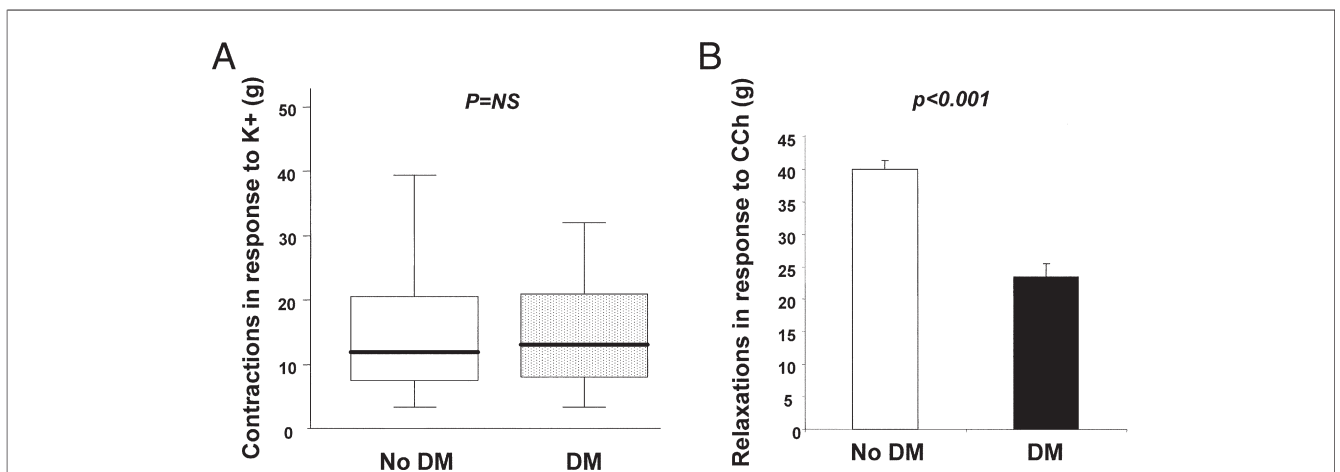 A
Contractions in response to K+ (g)
P=NS
50
40
30
20
10
0
No DM
DM
B
Relaxations in response to CCh (g)
p<0.001
45
40
35
30
25
20
15
10
5
0
No DM
DM